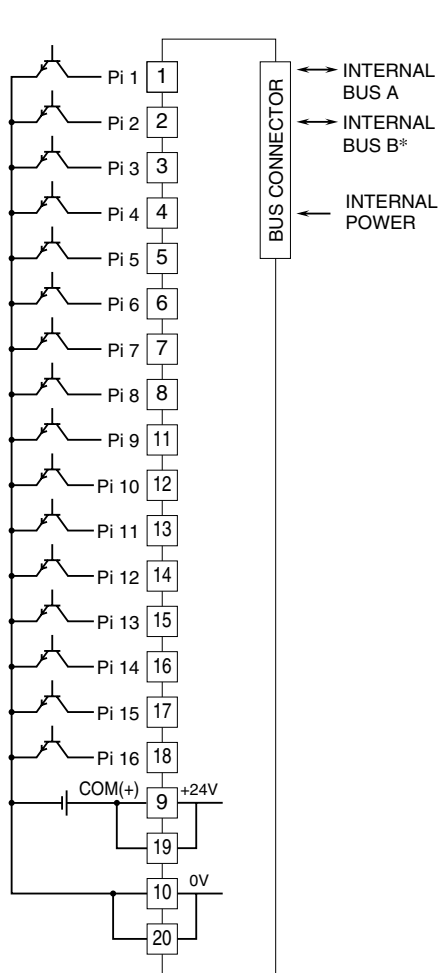 Pi 1 1
Pi 2 2
Pi 3 3
Pi 4 4
Pi 5 5
Pi 6 6
Pi 7 7
Pi 8 8
Pi 9 11
Pi 10 12
Pi 11 13
Pi 12 14
Pi 13 15
Pi 14 16
Pi 15 17
Pi 16 18
COM(+) 9 +24V
19
10 0V
20
BUS CONNECTOR
INTERNAL
BUS A
INTERNAL
BUS B*
INTERNAL
POWER